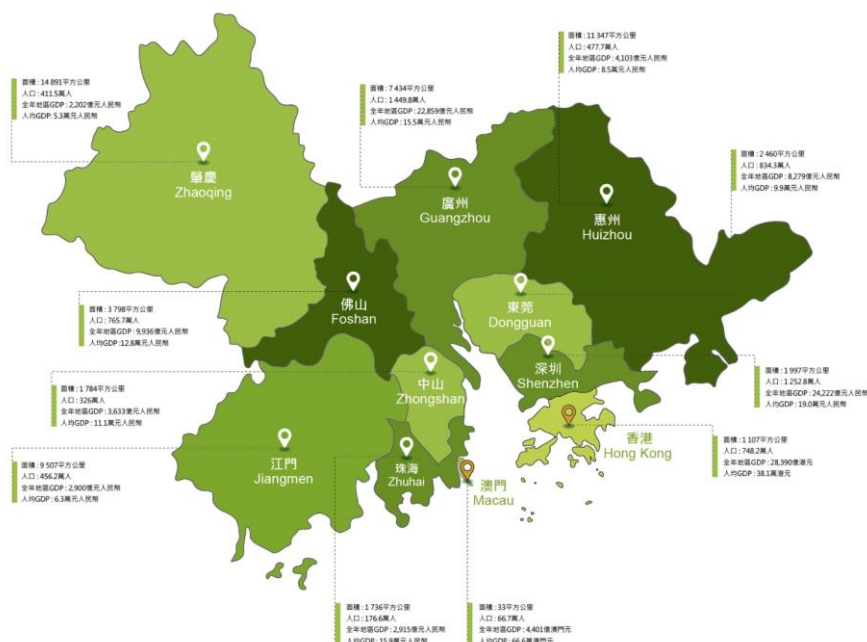 面積 : 11 347平方公里
人口 : 477.7萬人
全年地區GDP : 4,103億元人民幣
人均GDP : 8.5萬元人民幣
面積 : 14 891平方公里
人口 : 411.5萬人
全年地區GDP : 2,202億元人民幣
人均GDP : 5.3萬元人民幣
面積 : 7 434平方公里
人口 : 1 449.8萬人
全年地區GDP : 22,859億元人民幣
人均GDP : 15.5萬元人民幣
面積 : 2 460平方公里
人口 : 834.3萬人
全年地區GDP : 8,279億元人民幣
人均GDP : 9.9萬元人民幣
肇慶
Zhaoqing
廣州
Guangzhou
惠州
Huizhou
佛山
Foshan
東莞
Dongguan
面積 : 3 798平方公里
人口 : 765.7萬人
全年地區GDP : 9,936億元人民幣
人均GDP :12.8萬元人民幣
深圳
Shenzhen
中山
Zhongshan
面積 : 1 997平方公里
人口 : 1 252.8萬人
全年地區GDP : 24,222億元人民幣
人均GDP : 19.0萬元人民幣
面積 : 1 784平方公里
人口 : 326萬人
全年地區GDP : 3,633億元人民幣
人均GDP : 11.1萬元人民幣
香港
Hong Kong
面積 : 1 107平方公里
人口 : 748.2萬人
全年地區GDP : 28,390億港元
人均GDP : 38.1萬港元
江門
Jiangmen
珠海
Zhuhai
澳門
Macau
面積 : 9 507平方公里
人口 : 456.2萬人
全年地區GDP : 2,900億元人民幣
人均GDP : 6.3萬元人民幣
面積 : 1 736平方公里
人口 : 176.6萬人
全年地區GDP : 2,915億元人民幣
人均GDP : 15.9萬元人民幣
面積 : 33平方公里
人口 : 66.7萬人
全年地區GDP : 4,401億澳門元
人均GDP : 66.6萬澳門元